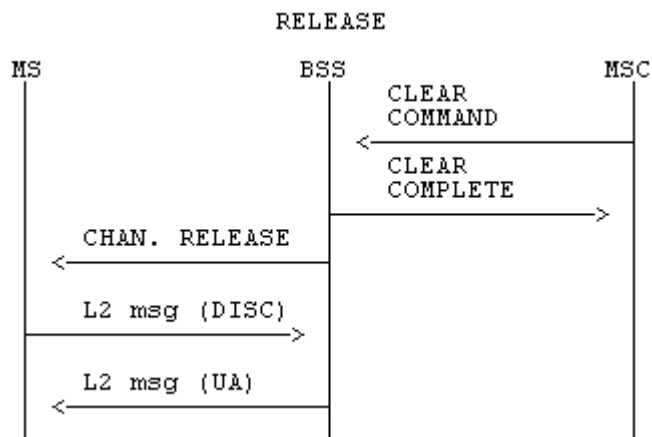 RELEASE
MS BSS MSC
CLEAR
COMMAND
CLEAR
COMPLETE
CHAN. RELEASE
L2 msg (DISC)
L2 msg (UA)